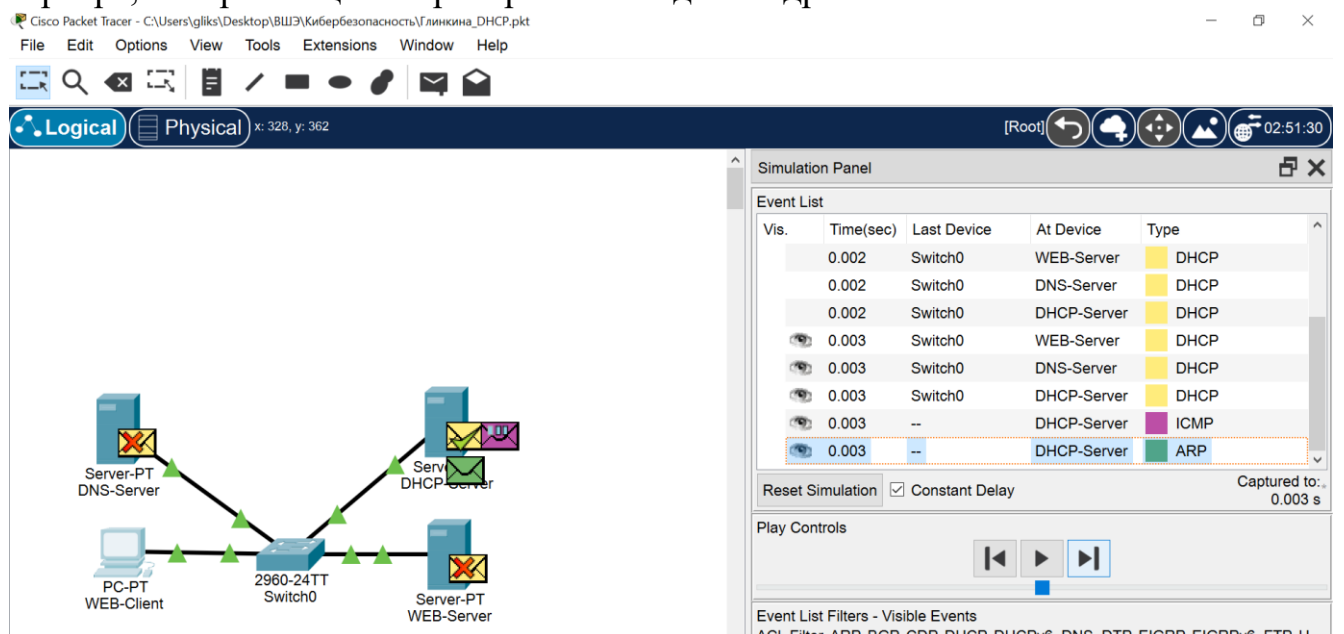 Cisco Packet Tracer - C:\Users\gliks\Desktop\ВШЭ\Кибербезопасность\Глинкина_DHCP.pkt
File Edit Options View Tools Extensions Window Help
Logical Physical x: 328, y: 362 [Root] 02:51:30
Simulation Panel
Event List
Vis. Time(sec) Last Device At Device Type
0.002 Switch0 WEB-Server DHCP
0.002 Switch0 DNS-Server DHCP
0.002 Switch0 DHCP-Server DHCP
0.003 Switch0 WEB-Server DHCP
0.003 Switch0 DNS-Server DHCP
0.003 Switch0 DHCP-Server DHCP
0.003 -- DHCP-Server ICMP
0.003 -- DHCP-Server ARP
Reset Simulation Constant Delay Captured to:
0.003 s
Play Controls
Event List Filters - Visible Events
Server-PT
DNS-Server
DHCP-Server
PC-PT
WEB-Client
2960-24TT
Switch0
Server-PT
WEB-Server